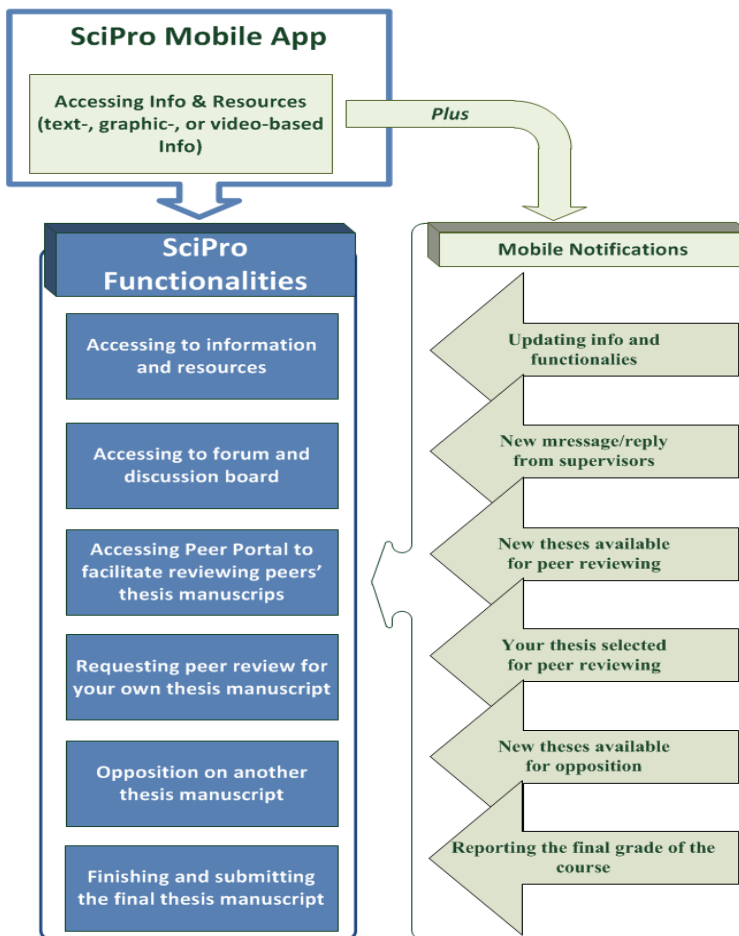 SciPro Mobile App
Accessing Info & Resources
(text-, graphic-, or video-based
Info)
Plus
SciPro
Functionalities
Accessing to information
and resources
Accessing to forum and
discussion board
Accessing Peer Portal to
facilitate reviewing peers'
thesis manuscrips
Requesting peer review for
your own thesis manuscript
Opposition on another
thesis manuscript
Finishing and submitting
the final thesis manuscript
Mobile Notifications
Updating info and
functionalies
New mressage/reply
from supervisors
New theses available
for peer reviewing
Your thesis selected
for peer reviewing
New theses available
for opposition
Reporting the final grade of the
course